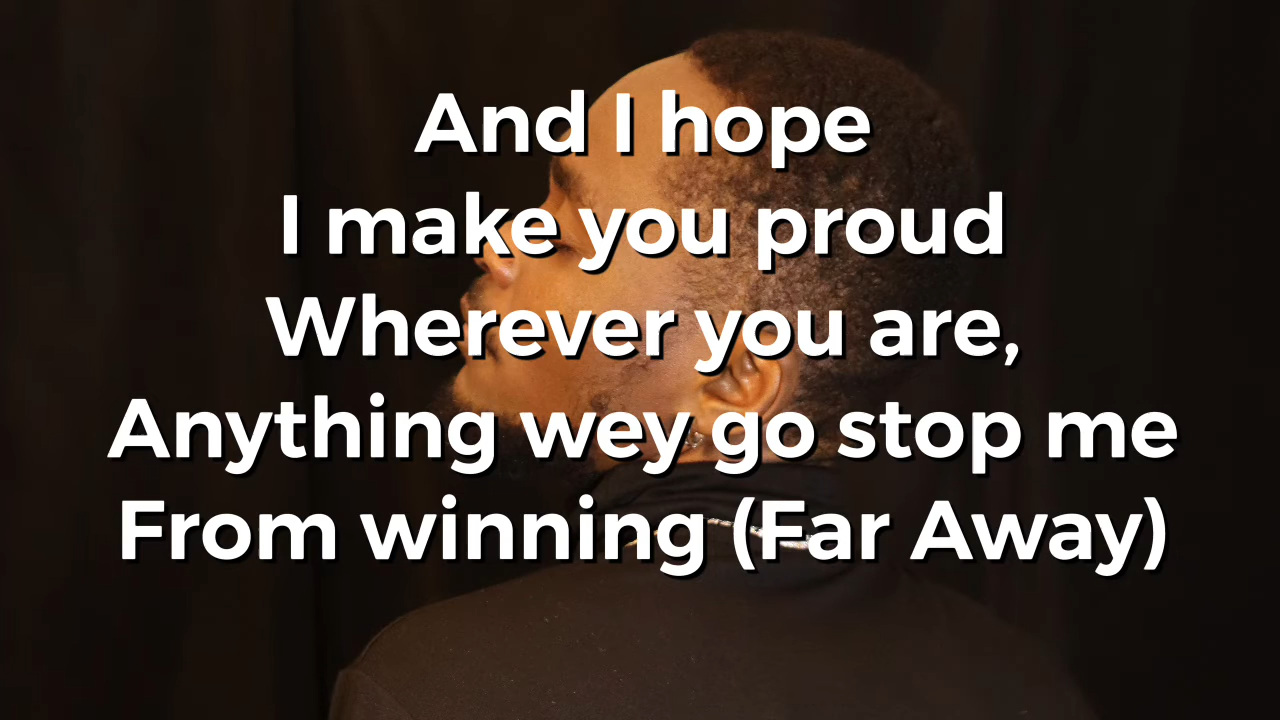 And I hope
I make you proud
Wherever you are,
Anything wey go stop me
From winning (Far Away)